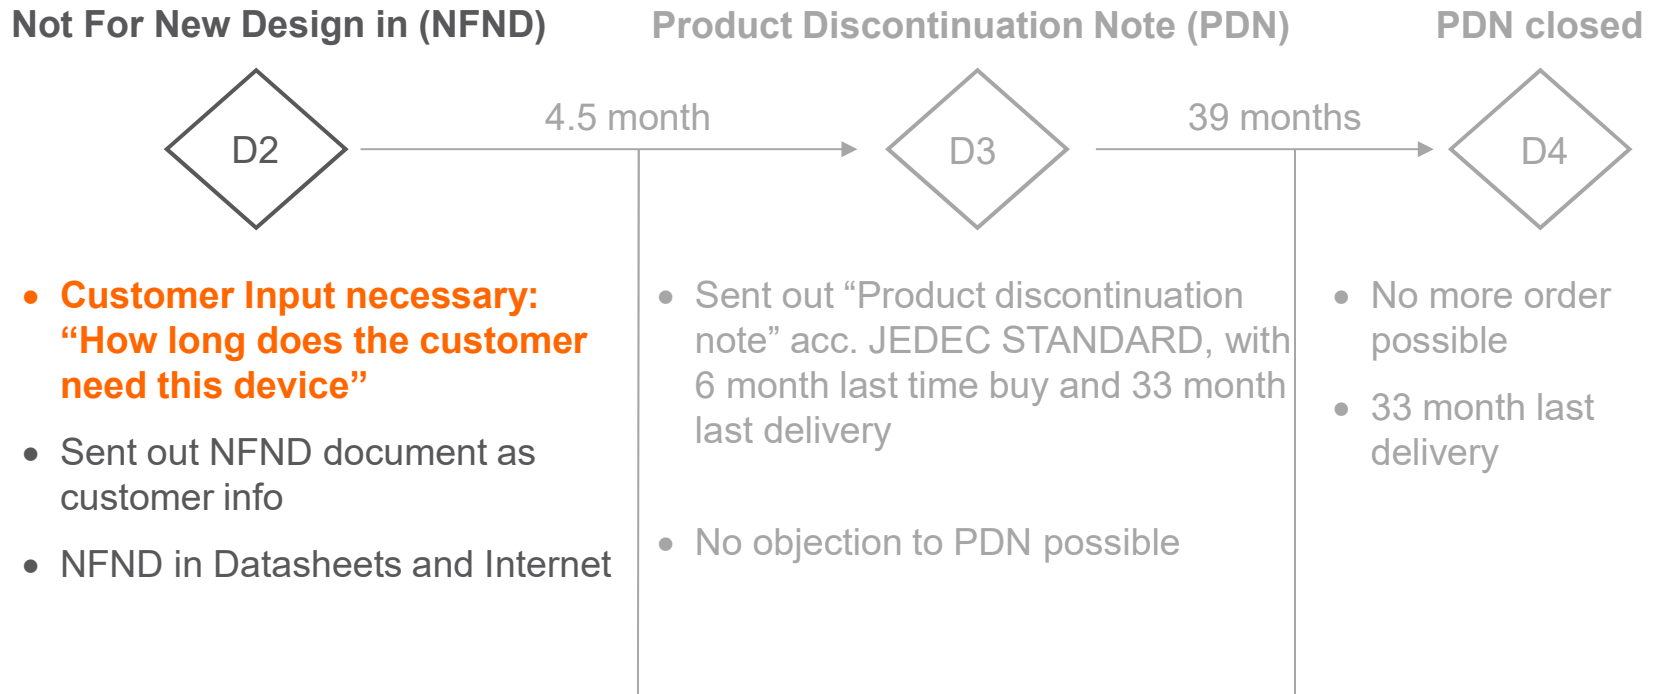 Not For New Design in (NFND)
Product Discontinuation Note (PDN)
PDN closed
D2
4.5 month
D3
39 months
D4
• Customer Input necessary:
“How long does the customer
need this device”
• Sent out NFND document as
customer info
• NFND in Datasheets and Internet
• Sent out “Product discontinuation
note” acc. JEDEC STANDARD, with
6 month last time buy and 33 month
last delivery
• No objection to PDN possible
• No more order
possible
• 33 month last
delivery